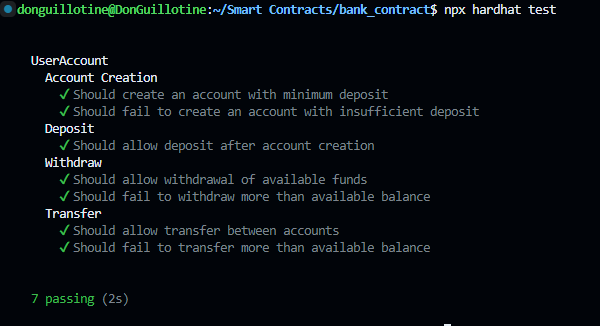 donguillotine@DonGuillotine:~/Smart Contracts/bank_contract$ npx hardhat test
UserAccount
Account Creation
✓ Should create an account with minimum deposit
✓ Should fail to create an account with insufficient deposit
Deposit
✓ Should allow deposit after account creation
Withdraw
✓ Should allow withdrawal of available funds
✓ Should fail to withdraw more than available balance
Transfer
✓ Should allow transfer between accounts
✓ Should fail to transfer more than available balance
7 passing (2s)